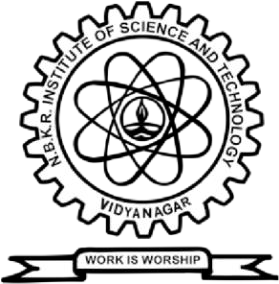 N.B.K.R. INSTITUTE OF SCIENCE AND TECHNOLOGY
VIDYANAGAR
WORK IS WORSHIP